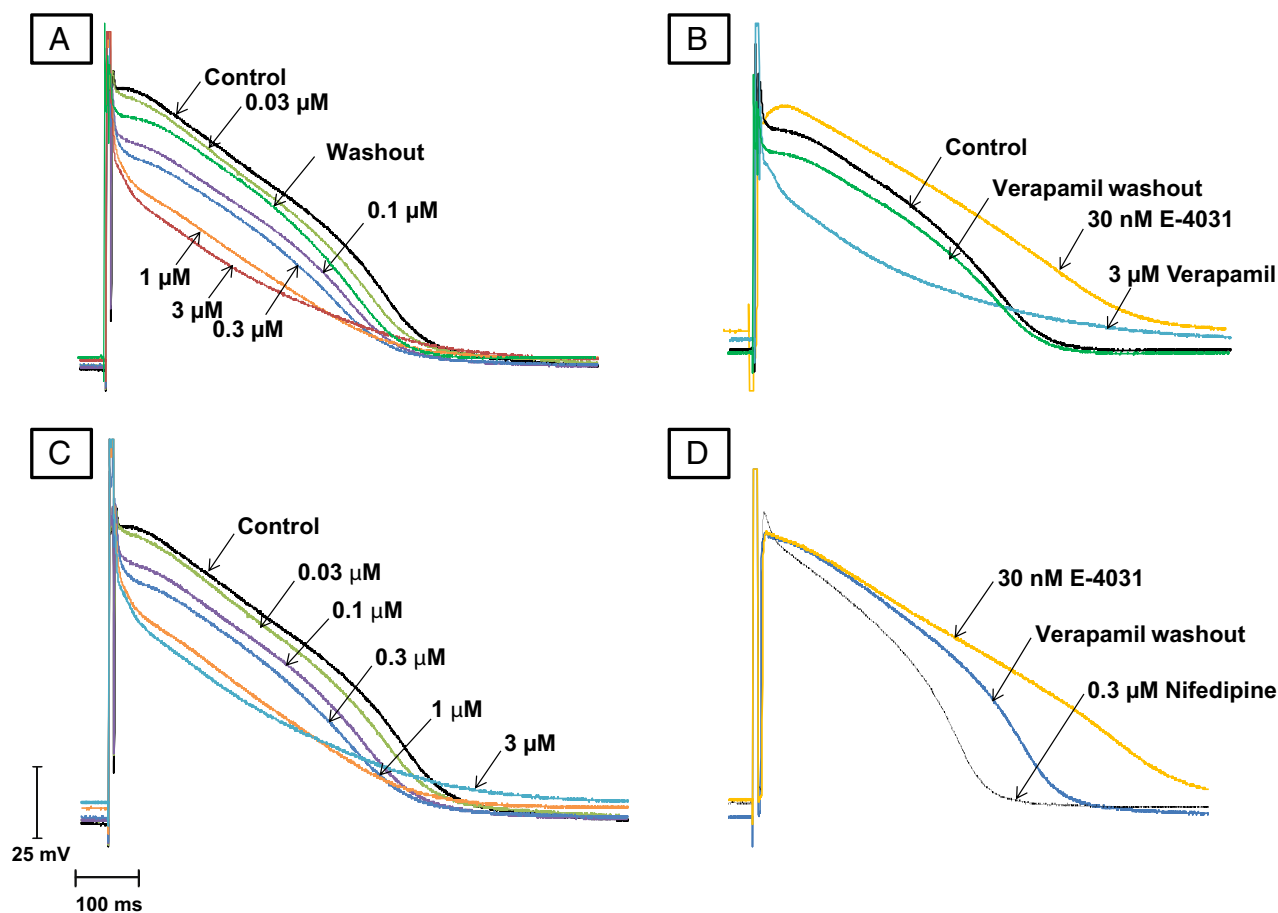 A
Control
0.03 µM
Washout
0.1 µM
1 µM
3 µM
0.3 µM
B
Control
Verapamil washout
30 nM E-4031
3 µM Verapamil
C
Control
0.03 µM
0.1 µM
0.3 µM
1 µM
3 µM
25 mV
100 ms
D
30 nM E-4031
Verapamil washout
0.3 µM Nifedipine